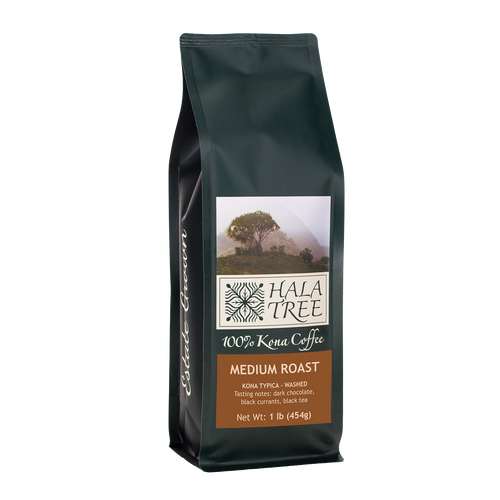 Estate Grown
HALA
TREE
100% Kona Coffee
MEDIUM ROAST
KONA TYPICA - WASHED
Tasting notes: dark chocolate,
black currants, black tea
Net Wt: 1 lb (454g)